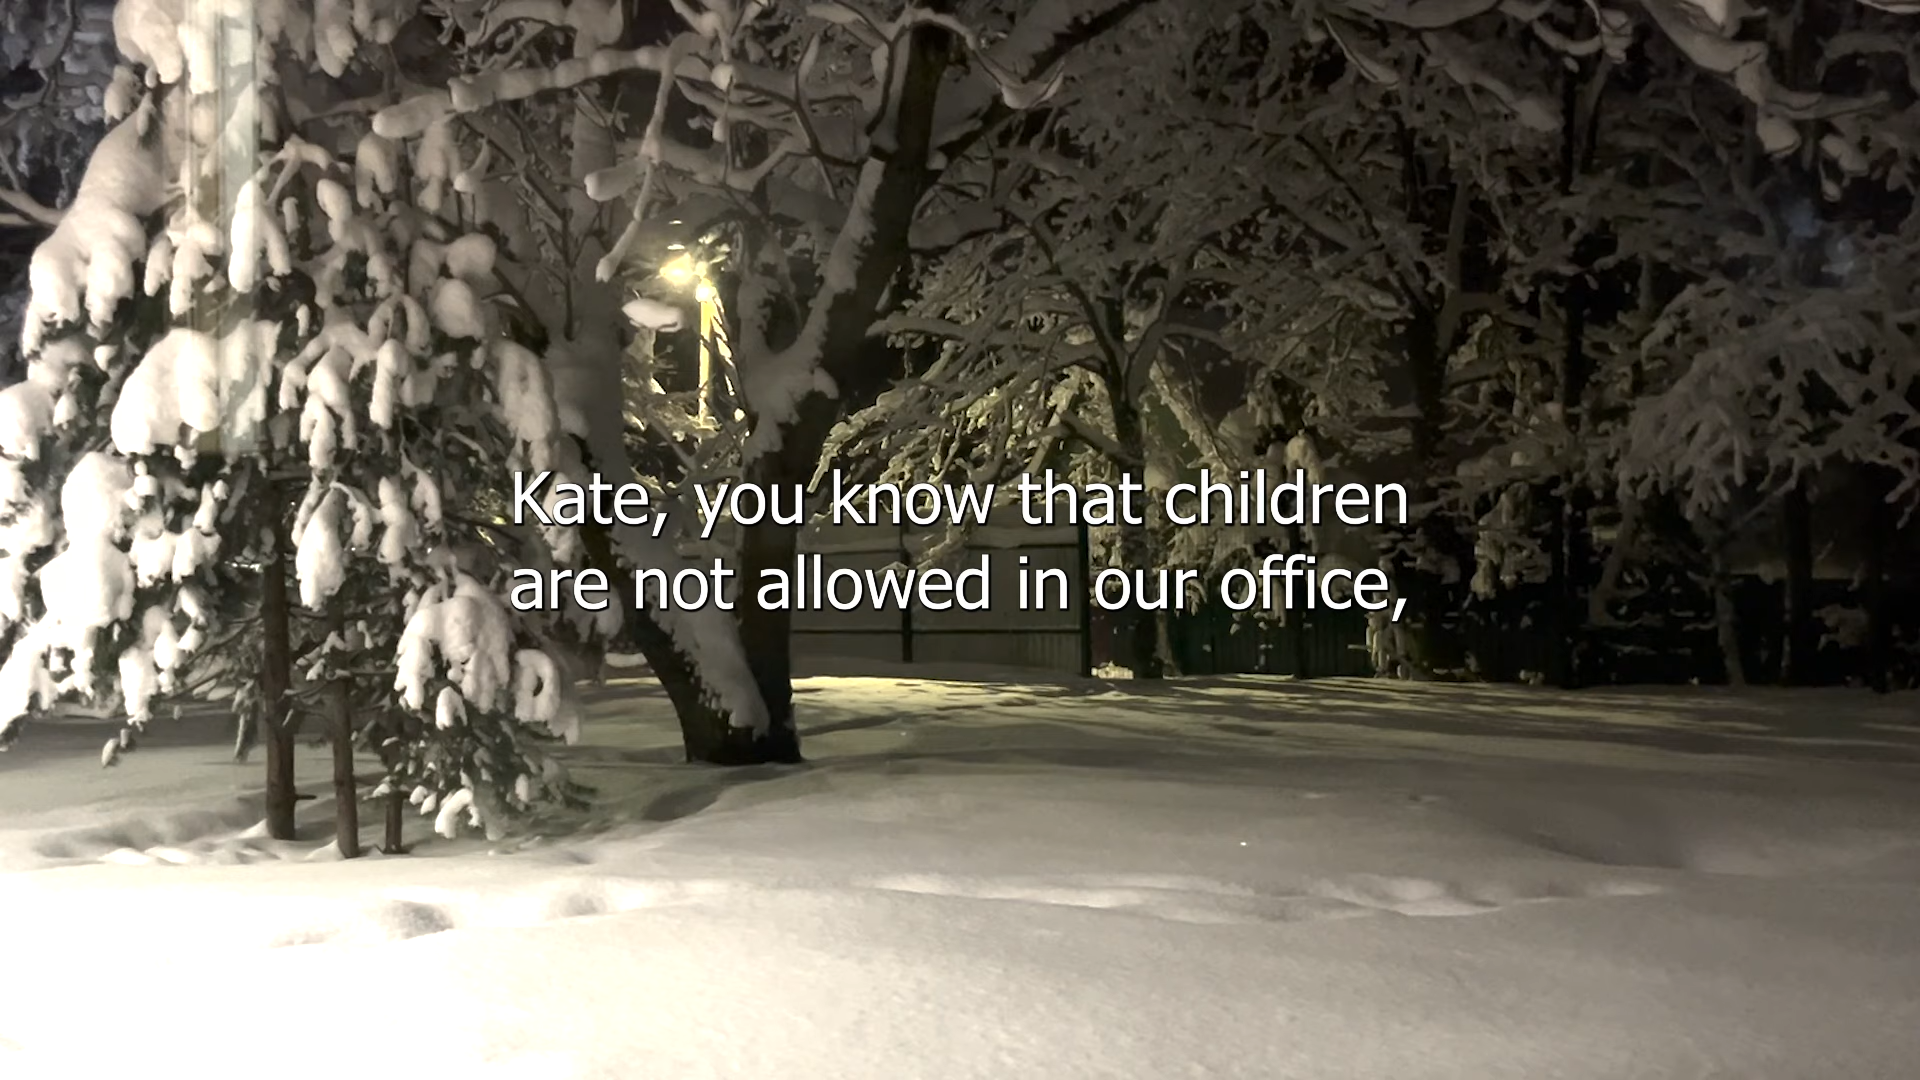 Kate, you know that children
are not allowed in our office,